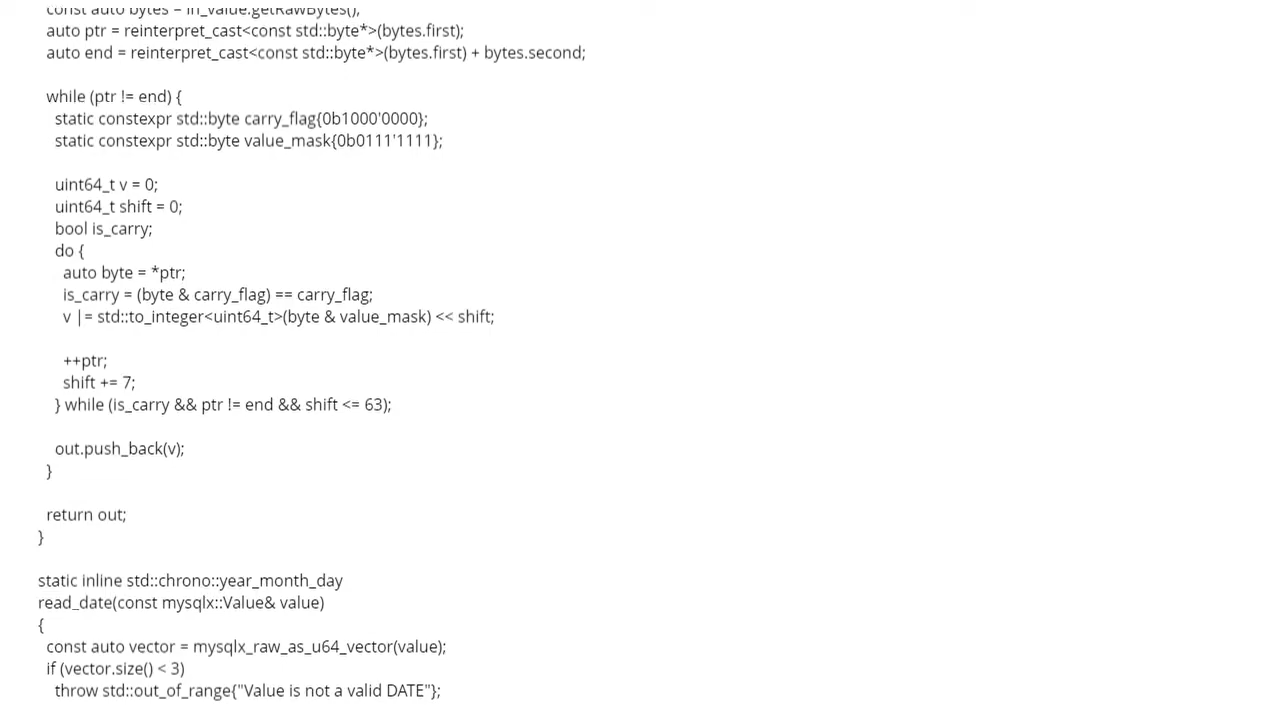 const auto bytes = in_value.getRawBytes();
auto ptr = reinterpret_cast<const std::byte*>(bytes.first);
auto end = reinterpret_cast<const std::byte*>(bytes.first) + bytes.second;
while (ptr != end) {
static constexpr std::byte carry_flag{0b1000'0000};
static constexpr std::byte value_mask{0b0111'1111};
uint64_t v = 0;
uint64_t shift = 0;
bool is_carry;
do {
auto byte = *ptr;
is_carry = (byte & carry_flag) == carry_flag;
v |= std::to_integer<uint64_t>(byte & value_mask) << shift;
++ptr;
shift += 7;
} while (is_carry && ptr != end && shift <= 63);
out.push_back(v);
}
return out;
}
static inline std::chrono::year_month_day
read_date(const mysqlx::Value& value)
{
const auto vector = mysqlx_raw_as_u64_vector(value);
if (vector.size() < 3)
throw std::out_of_range{"Value is not a valid DATE"};